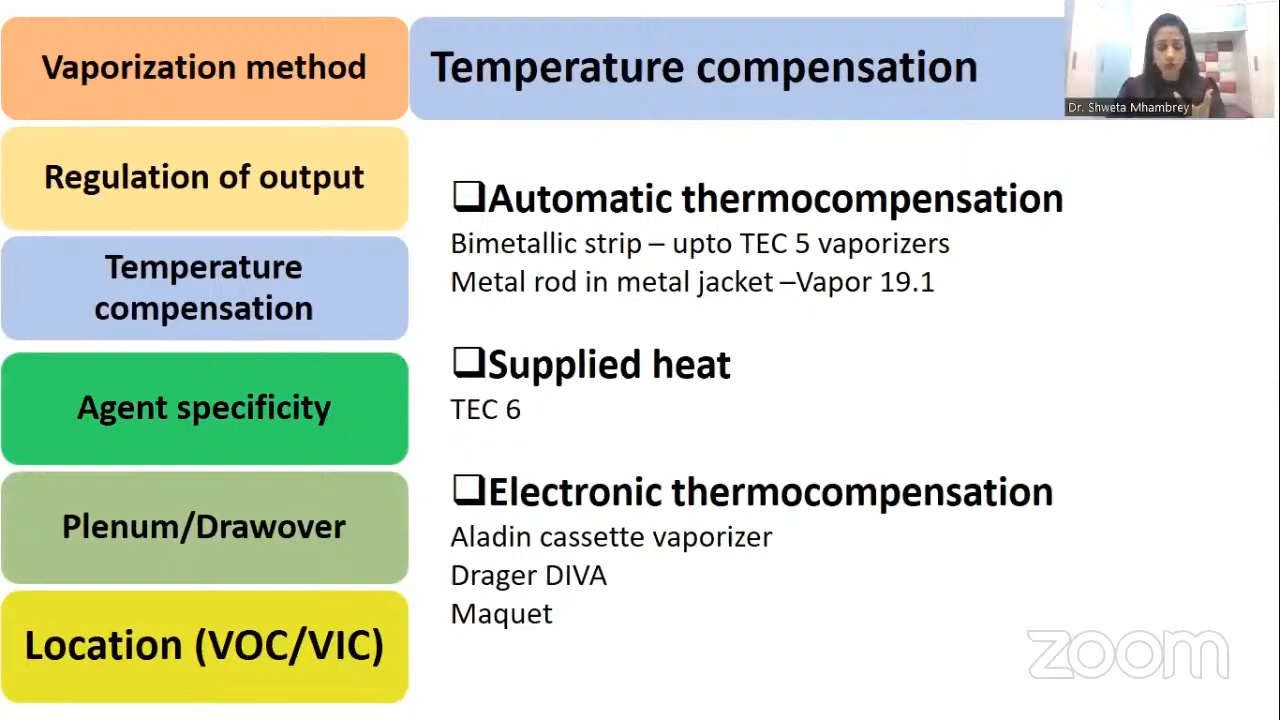 Vaporization method
Temperature compensation
Dr. Shweta Mhambrey
Regulation of output
Temperature
compensation
Agent specificity
Plenum/Drawover
Location (VOC/VIC)
❑Automatic thermocompensation
Bimetallic strip – upto TEC 5 vaporizers
Metal rod in metal jacket –Vapor 19.1
❑Supplied heat
TEC 6
❑Electronic thermocompensation
Aladin cassette vaporizer
Drager DIVA
Maquet
zoom